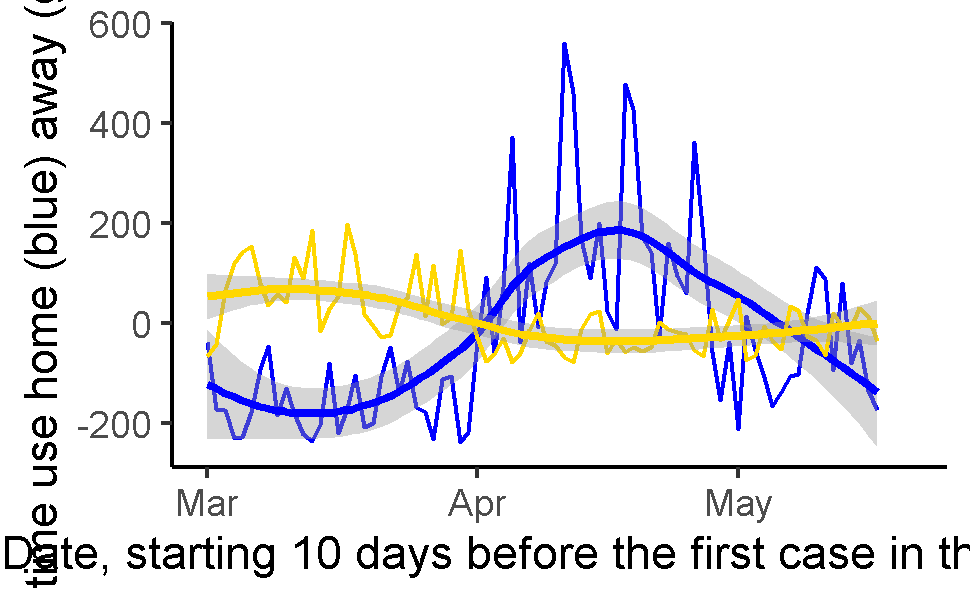 time use home (blue) away (
600
400
200
0
-200
Mar Apr May
Date, starting 10 days before the first case in th